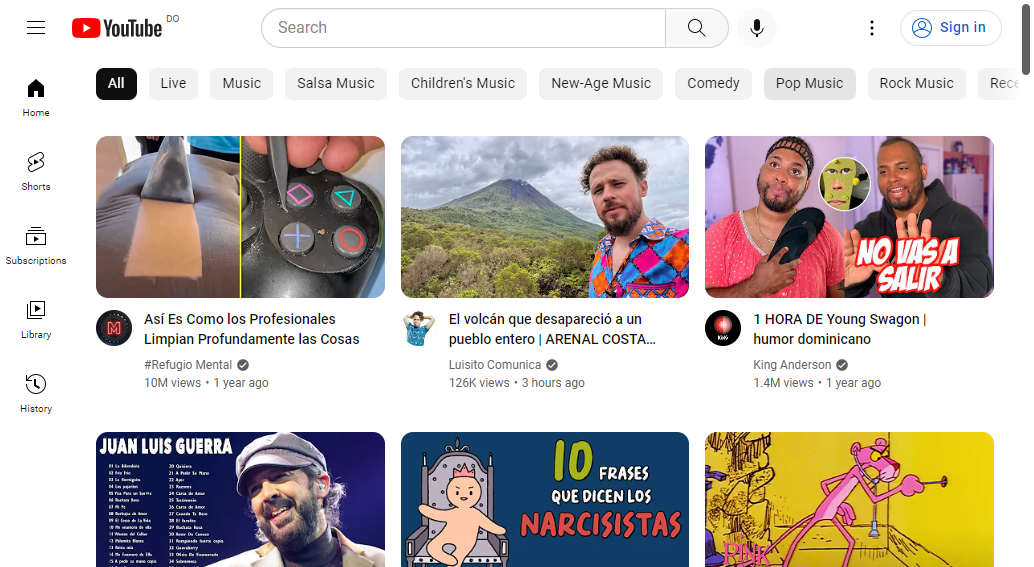 YouTube DO
Search
Sign in
All
Live
Music
Salsa Music
Children's Music
New-Age Music
Comedy
Pop Music
Rock Music
Rece
Home
Shorts
Subscriptions
Library
History
NO VAS A
SALIR
Así Es Como los Profesionales
Limpian Profundamente las Cosas
#Refugio Mental
10M views • 1 year ago
El volcán que desapareció a un
pueblo entero | ARENAL COSTA…
Luisito Comunica
126K views • 3 hours ago
KING
1 HORA DE Young Swagon |
humor dominicano
King Anderson
1.4M views • 1 year ago
JUAN LUIS GUERRA
10 FRASES
QUE DICEN LOS
NARCISISTAS
PINK